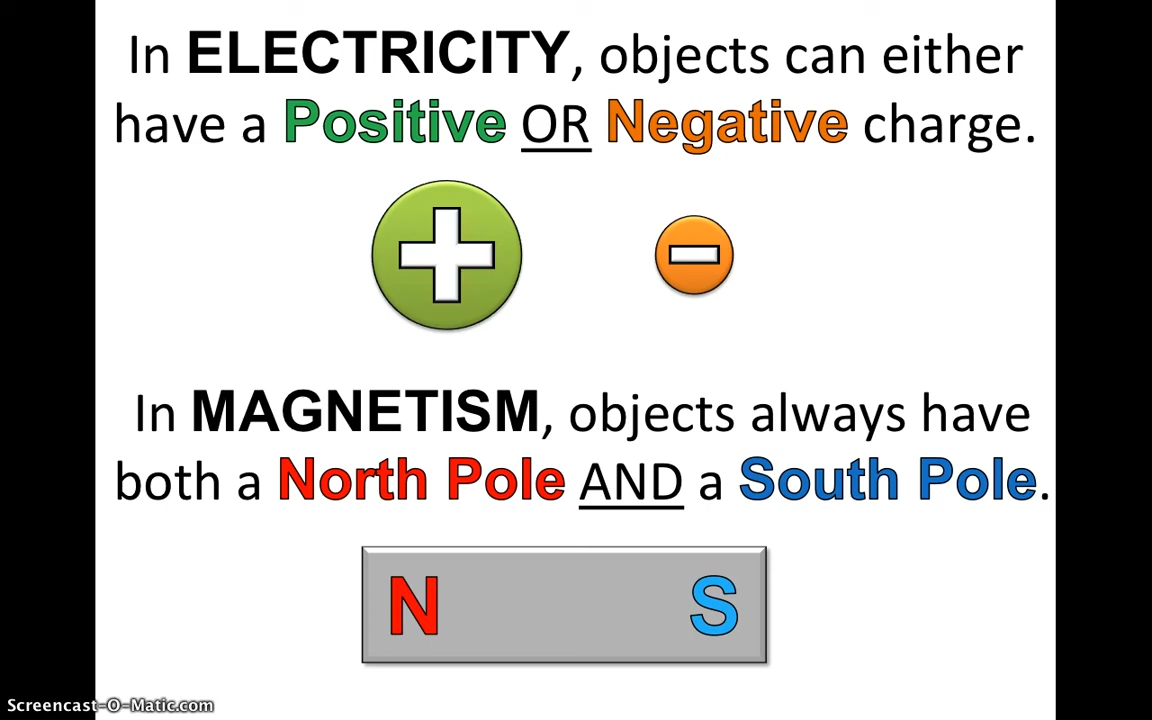 In ELECTRICITY, objects can either
have a Positive OR Negative charge.
In MAGNETISM, objects always have
both a North Pole AND a South Pole.
N S
Screencast-O-Matic.com